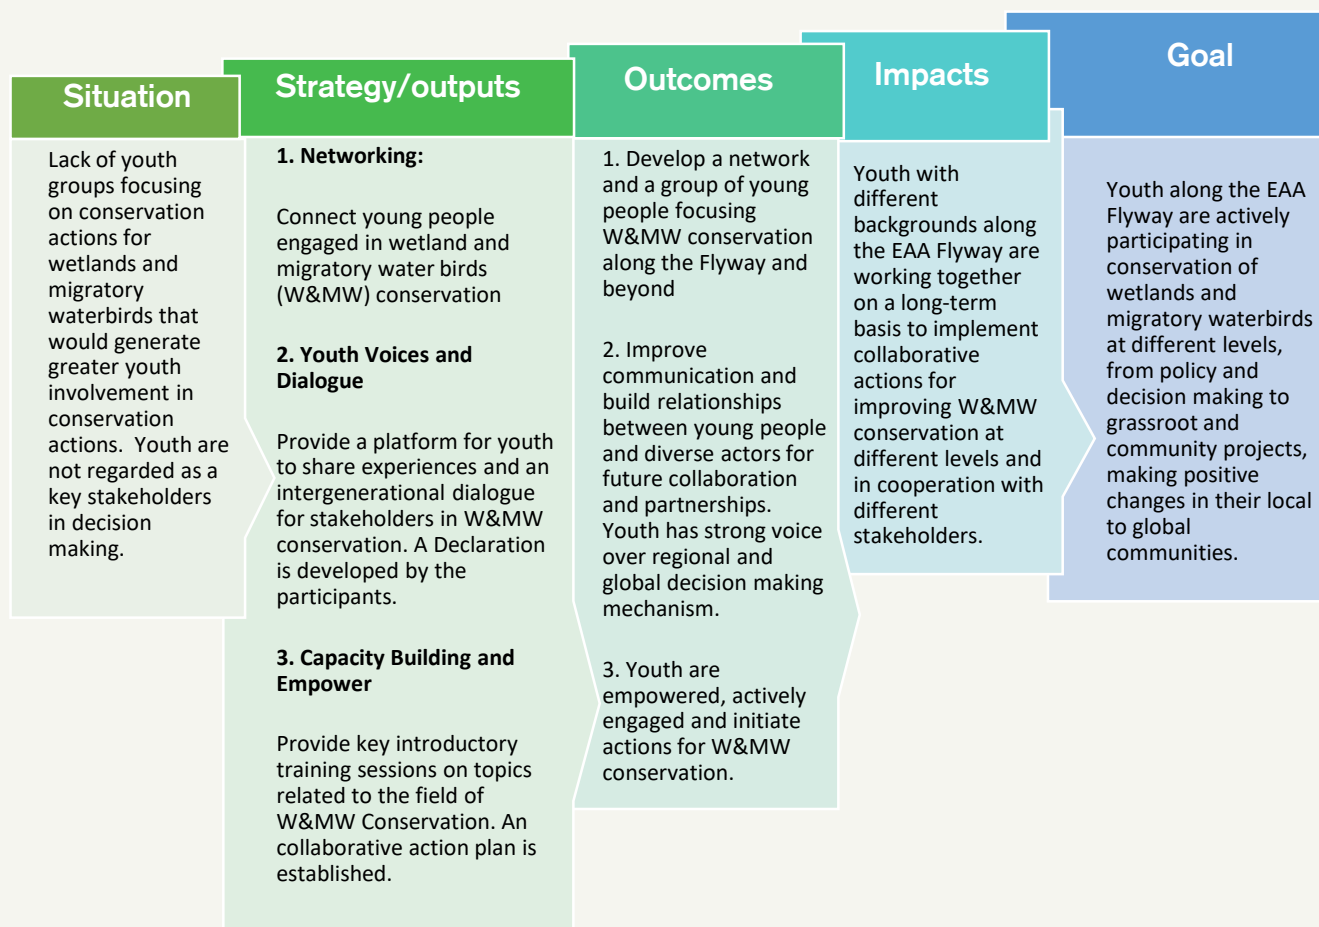 Situation
Lack of youth
groups focusing
on conservation
actions for
wetlands and
migratory
waterbirds that
would generate
greater youth
involvement in
conservation
actions.  Youth are
not regarded as a
key stakeholders
in decision
making.
Strategy/outputs
1. Networking:
Connect young people
engaged in wetland and
migratory water birds
(W&MW) conservation
2. Youth Voices and
Dialogue
Provide a platform for youth
to share experiences and an
intergenerational dialogue
for stakeholders in W&MW
conservation. A Declaration
is developed by the
participants.
3. Capacity Building and
Empower
Provide key introductory
training sessions on topics
related to the field of
W&MW Conservation. An
collaborative action plan is
established.
Outcomes
1. Develop a network
and a group of young
people focusing
W&MW conservation
along the Flyway and
beyond
2. Improve
communication and
build relationships
between young people
and diverse actors for
future collaboration
and partnerships.
Youth has strong voice
over regional and
global decision making
mechanism.
3. Youth are
empowered, actively
engaged and initiate
actions for W&MW
conservation.
Impacts
Youth with
different
backgrounds along
the EAA Flyway are
working together
on a long-term
basis to implement
collaborative
actions for
improving W&MW
conservation at
different levels and
in cooperation with
different
stakeholders.
Goal
Youth along the EAA
Flyway are actively
participating in
conservation of
wetlands and
migratory waterbirds
at different levels,
from policy and
decision making to
grassroot and
community projects,
making positive
changes in their local
to global
communities.